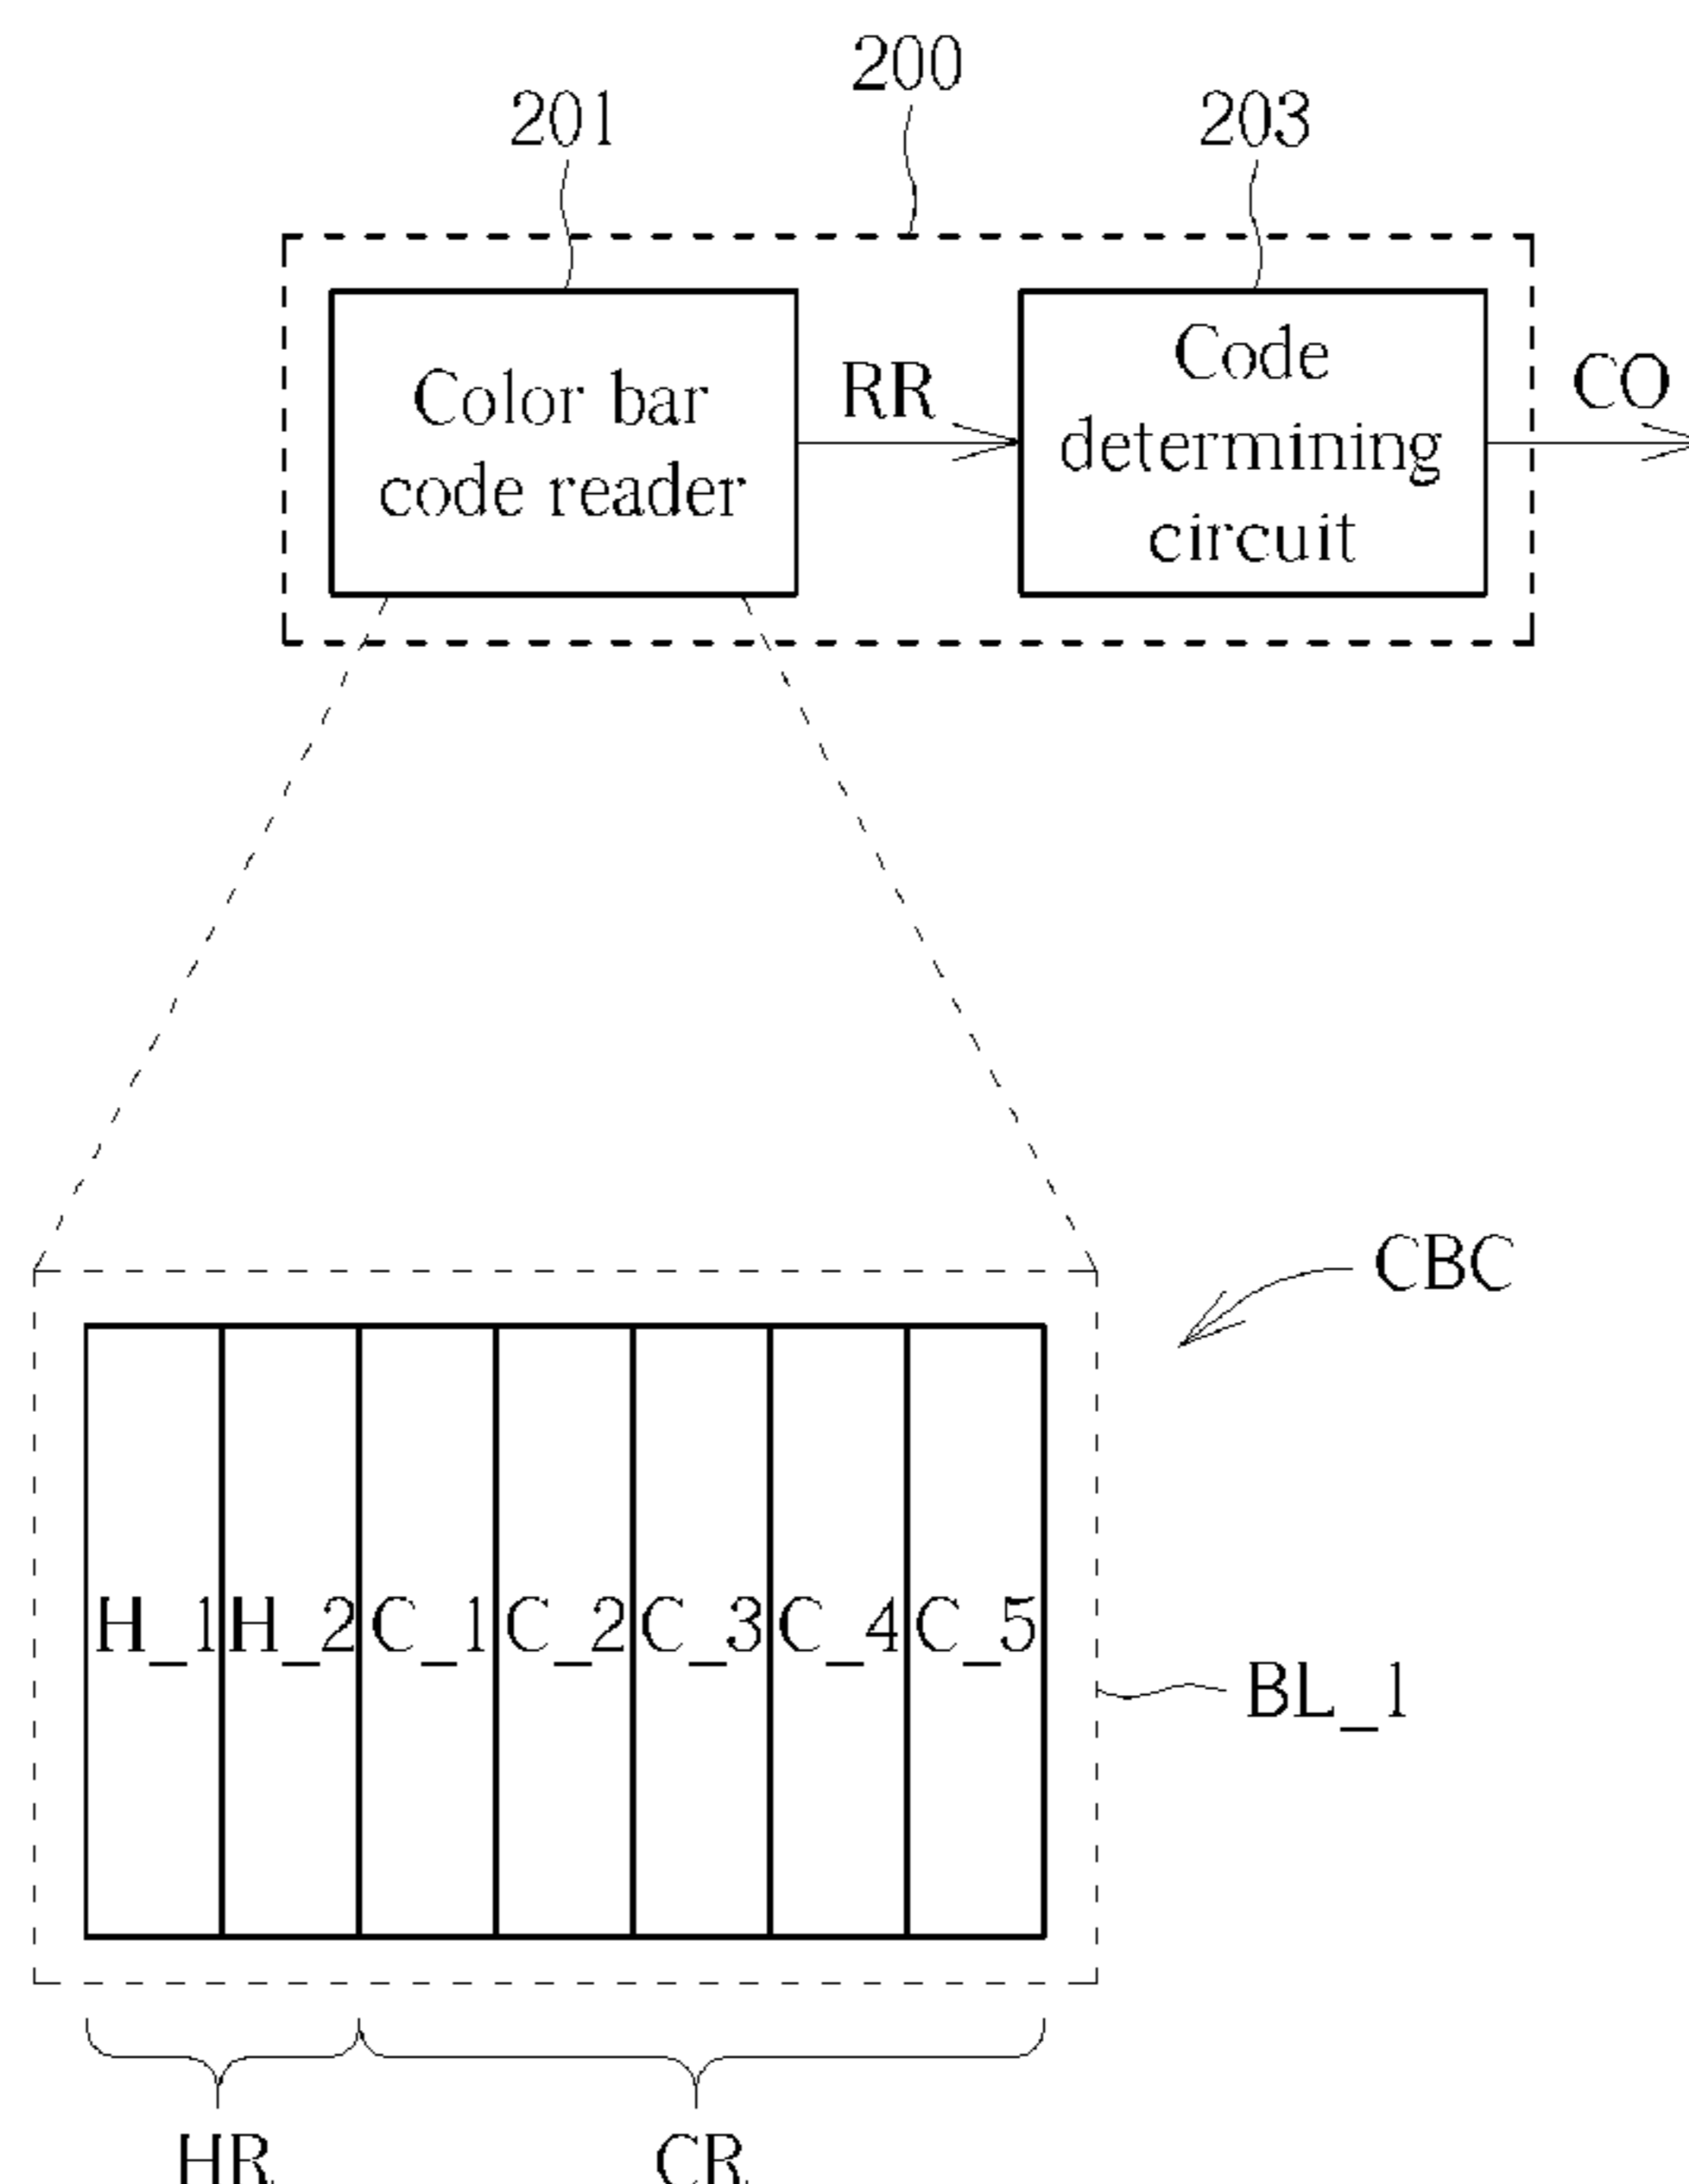 200
201
203
Color bar
code reader
RR
Code
determining
circuit
CO
CBC
H_1 H_2 C_1 C_2 C_3 C_4 C_5
BL_1
HR
CR